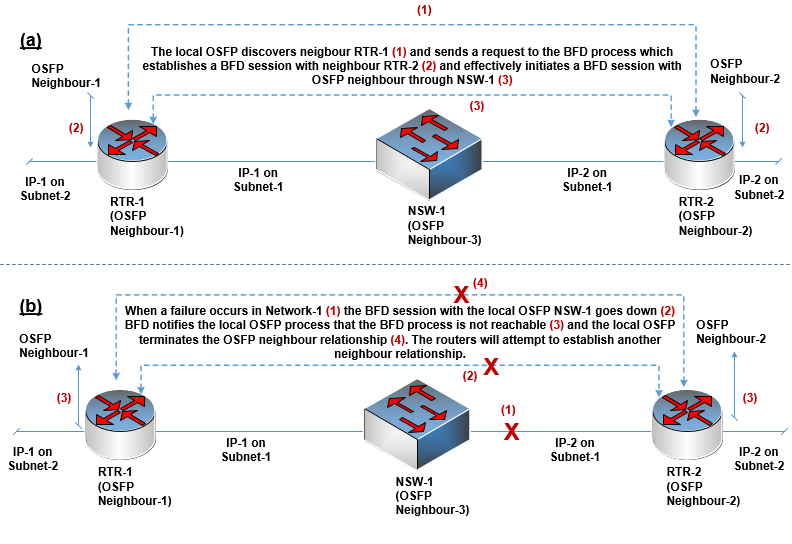 (1)
(a)
The local OSFP discovers neigbour RTR-1 (1) and sends a request to the BFD process which
establishes a BFD session with neighbour RTR-2 (2) and effectively initiates a BFD session with
OSFP neighbour through NSW-1 (3)
OSFP
Neighbour-1
OSFP
Neighbour-2
(3)
(2)
(2)
IP-1 on
Subnet-2
IP-1 on
Subnet-1
IP-2 on
Subnet-1
IP-2 on
Subnet-2
RTR-1
(OSFP
Neighbour-1)
NSW-1
(OSFP
Neighbour-3)
RTR-2
(OSFP
Neighbour-2)
(b)
X (4)
When a failure occurs in Network-1 (1) the BFD session with the local OSFP NSW-1 goes down (2)
BFD notifies the local OSFP process that the BFD process is not reachable (3) and the local OSFP
terminates the OSFP neighbour relationship (4). The routers will attempt to establish another
neighbour relationship.
OSFP
Neighbour-1
OSFP
Neighbour-2
(2) X
(3)
(3)
(1)
X
IP-1 on
Subnet-2
IP-1 on
Subnet-1
IP-2 on
Subnet-1
IP-2 on
Subnet-2
RTR-1
(OSFP
Neighbour-1)
NSW-1
(OSFP
Neighbour-3)
RTR-2
(OSFP
Neighbour-2)